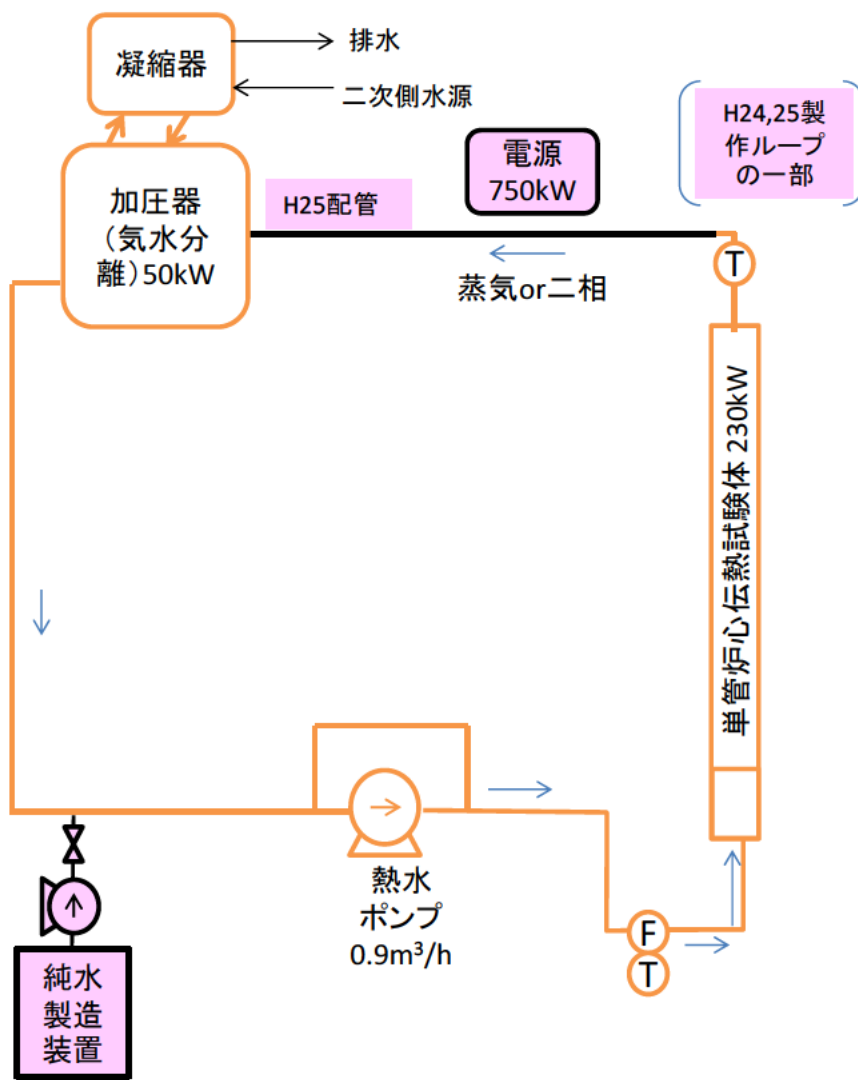 凝縮器
排水
二次側水源
H24,25製
作ループ
の一部
電源
750kW
加圧器
(気水分
離)50kW
H25配管
T
蒸気or二相
単管炉心伝熱試験体 230kW
熱水
ポンプ
0.9m³/h
F
T
純水
製造
装置